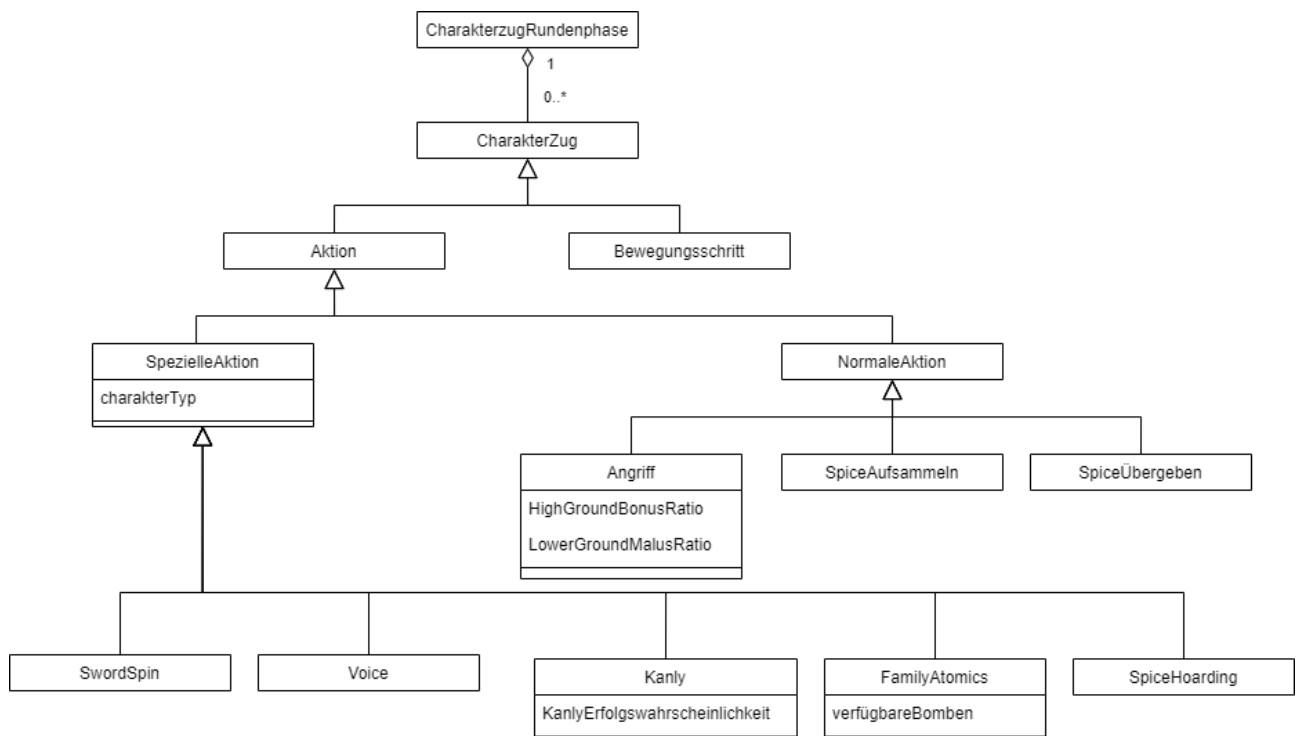 CharakterzugRundenphase
1
0..*
CharakterZug
Aktion
Bewegungsschritt
SpezielleAktion
charakterTyp
NormaleAktion
Angriff
HighGroundBonusRatio
LowerGroundMalusRatio
SpiceAufsammeln
SpiceÜbergeben
SwordSpin
Voice
Kanly
KanlyErfolgswahrscheinlichkeit
FamilyAtomics
verfügbareBomben
SpiceHoarding